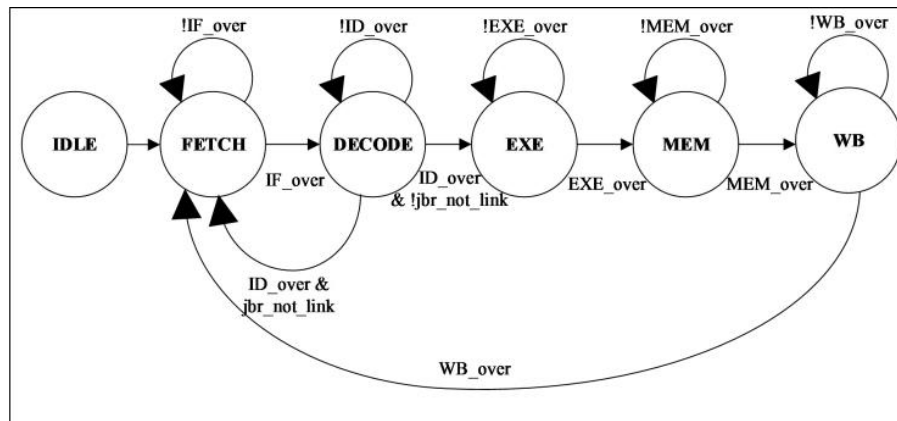 !IF_over
!ID_over
!EXE_over
!MEM_over
!WB_over
IDLE
FETCH
DECODE
EXE
MEM
WB
IF_over
ID_over
& !jbr_not_link
EXE_over
MEM_over
ID_over &
jbr_not_link
WB_over